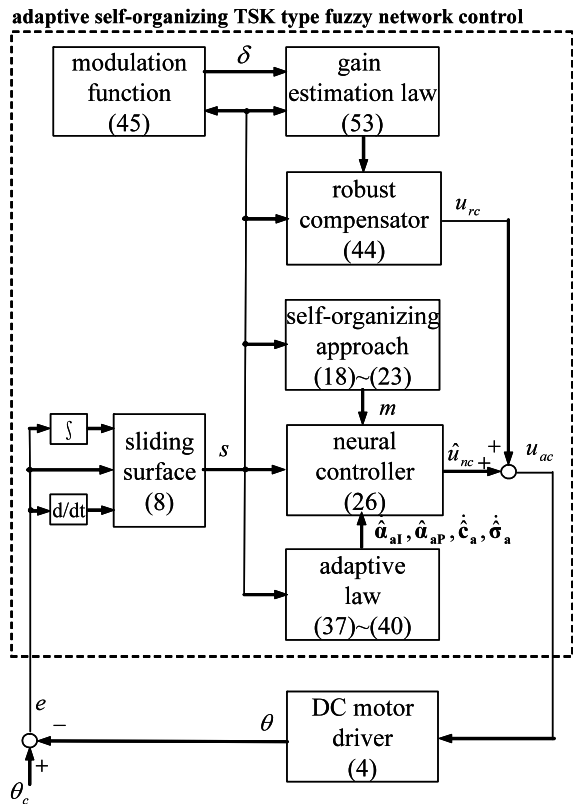 adaptive self-organizing TSK type fuzzy network control
modulation
function
(45)
δ
gain
estimation law
(53)
robust
compensator
(44)
u_rc
self-organizing
approach
(18)~(23)
m
∫
d/dt
sliding
surface
(8)
s
neural
controller
(26)
û_nc
+
+
u_ac
α̂̇_aI, α̂_aP, ĉ̇_a, σ̂̇_a
adaptive
law
(37)~(40)
e
−
+
θ_c
θ
DC motor
driver
(4)